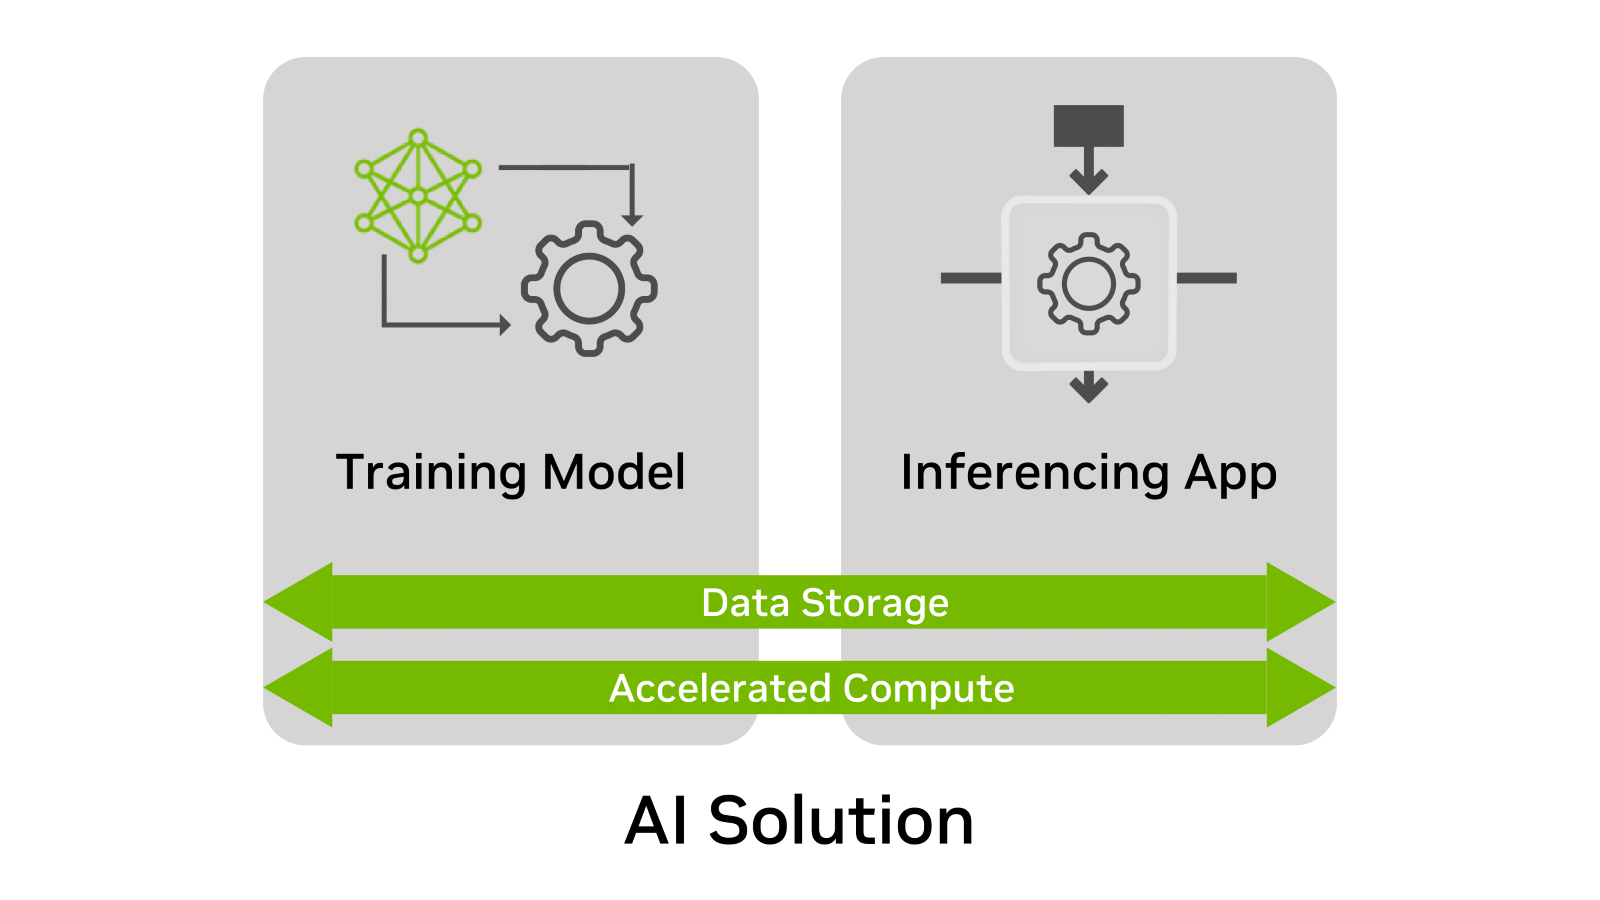 Training Model
Inferencing App
Data Storage
Accelerated Compute
AI Solution